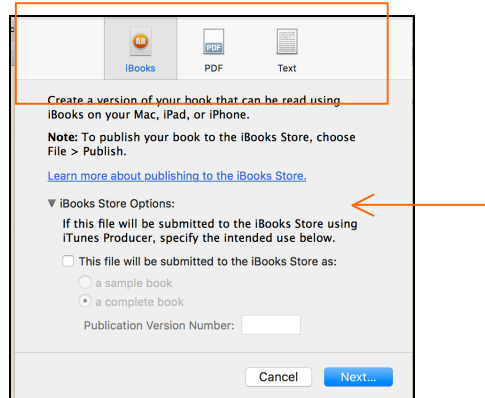 PDF
iBooks PDF Text
Create a version of your book that can be read using
iBooks on your Mac, iPad, or iPhone.
Note: To publish your book to the iBooks Store, choose
File > Publish.
Learn more about publishing to the iBooks Store.
iBooks Store Options:
If this file will be submitted to the iBooks Store using
iTunes Producer, specify the intended use below.
This file will be submitted to the iBooks Store as:
a sample book
a complete book
Publication Version Number:
Cancel Next...